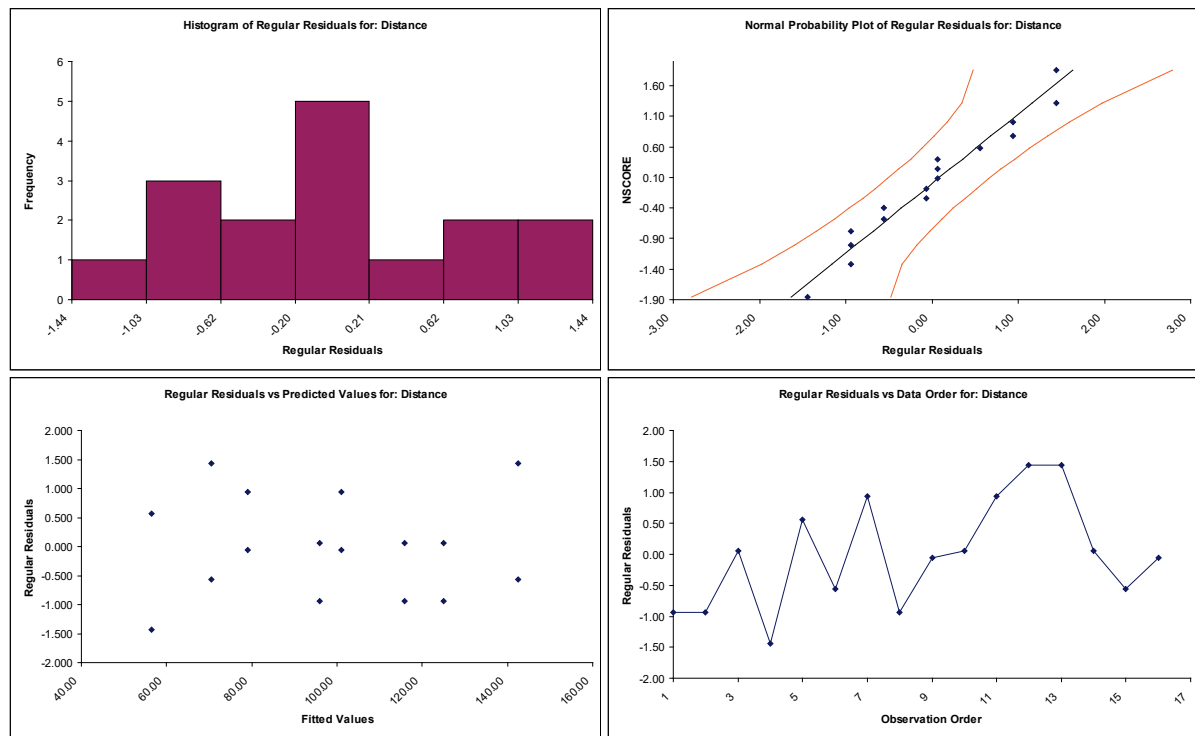 Histogram of Regular Residuals for: Distance
Frequency
6
5
4
3
2
1
0
-1.44 -1.03 -0.62 -0.20 0.21 0.62 1.03 1.44
Regular Residuals
Normal Probability Plot of Regular Residuals for: Distance
NSCORE
1.60
1.10
0.60
0.10
-0.40
-0.90
-1.40
-1.90
-3.00 -2.00 -1.00 0.00 1.00 2.00 3.00
Regular Residuals
Regular Residuals vs Predicted Values for: Distance
Regular Residuals
2.000
1.500
1.000
0.500
0.000
-0.500
-1.000
-1.500
-2.000
40.00 60.00 80.00 100.00 120.00 140.00 160.00
Fitted Values
Regular Residuals vs Data Order for: Distance
Regular Residuals
2.00
1.50
1.00
0.50
0.00
-0.50
-1.00
-1.50
-2.00
1 3 5 7 9 11 13 15 17
Observation Order